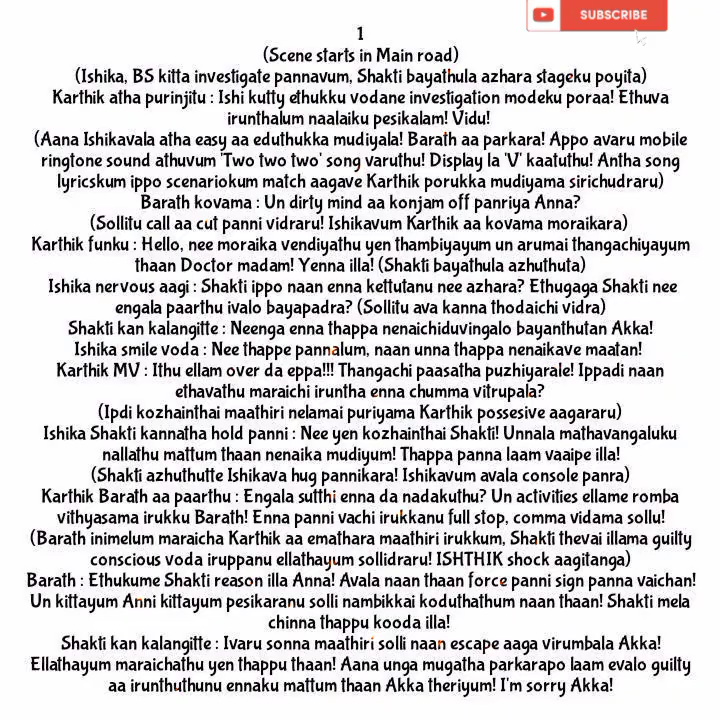 SUBSCRIBE
1
(Scene starts in Main road)
(Ishika, BS kitta investigate pannavum, Shakti bayathula azhara stageku poyita)
Karthik atha purinjitu : Ishi kutty ethukku vodane investigation modeku poraa! Ethuva
irunthalum naalaiku pesikalam! Vidu!
(Aana Ishikavala atha easy aa eduthukka mudiyala! Barath aa parkara! Appo avaru mobile
ringtone sound athuvum 'Two two two' song varuthu! Display la 'V' kaatuthu! Antha song
lyricskum ippo scenariokum match aagave Karthik porukka mudiyama sirichudraru)
Barath kovama : Un dirty mind aa konjam off panriya Anna?
(Sollitu call aa cut panni vidraru! Ishikavum Karthik aa kovama moraikara)
Karthik funku : Hello, nee moraika vendiyathu yen thambiyayum un arumai thangachiyayum
thaan Doctor madam! Yenna illa! (Shakti bayathula azhuthuta)
Ishika nervous aagi : Shakti ippo naan enna kettutanu nee azhara? Ethugaga Shakti nee
engala paarthu ivalo bayapadra? (Sollitu ava kanna thodaichi vidra)
Shakti kan kalangitte : Neenga enna thappa nenaichiduvingalo bayanthutan Akka!
Ishika smile voda : Nee thappe pannalum, naan unna thappa nenaikave maatan!
Karthik MV : Ithu ellam over da eppa!!! Thangachi paasatha puzhiyarale! Ippadi naan
ethavathu maraichi iruntha enna chumma vitrupala?
(Ipdi kozhainthai maathiri nelamai puriyama Karthik possesive aagararu)
Ishika Shakti kannatha hold panni : Nee yen kozhainthai Shakti! Unnala mathavangaluku
nallathu mattum thaan nenaika mudiyum! Thappa panna laam vaaipe illa!
(Shakti azhuthutte Ishikava hug pannikara! Ishikavum avala console panra)
Karthik Barath aa paarthu : Engala sutthi enna da nadakuthu? Un activities ellame romba
vithyasama irukku Barath! Enna panni vachi irukkanu full stop, comma vidama sollu!
(Barath inimelum maraicha Karthik aa emathara maathiri irukkum, Shakti thevai illama guilty
conscious voda iruppanu ellathayum sollidraru! ISHTHIK shock aagitanga)
Barath : Ethukume Shakti reason illa Anna! Avala naan thaan force panni sign panna vaichan!
Un kittayum Anni kittayum pesikaranu solli nambikkai koduthathum naan thaan! Shakti mela
chinna thappu kooda illa!
Shakti kan kalangitte : Ivaru sonna maathiri solli naan escape aaga virumbala Akka!
Ellathayum maraichathu yen thappu thaan! Aana unga mugatha parkarapo laam evalo guilty
aa irunthuthunu ennaku mattum thaan Akka theriyum! I'm sorry Akka!